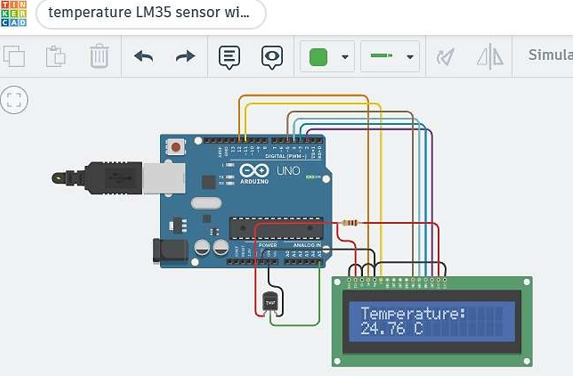 TIN
KER
CAD
temperature LM35 sensor wi...
Simula
DIGITAL (PWM~)
UNO
ARDUINO
POWER
ANALOG IN
TMP
Temperature:
24.76 C